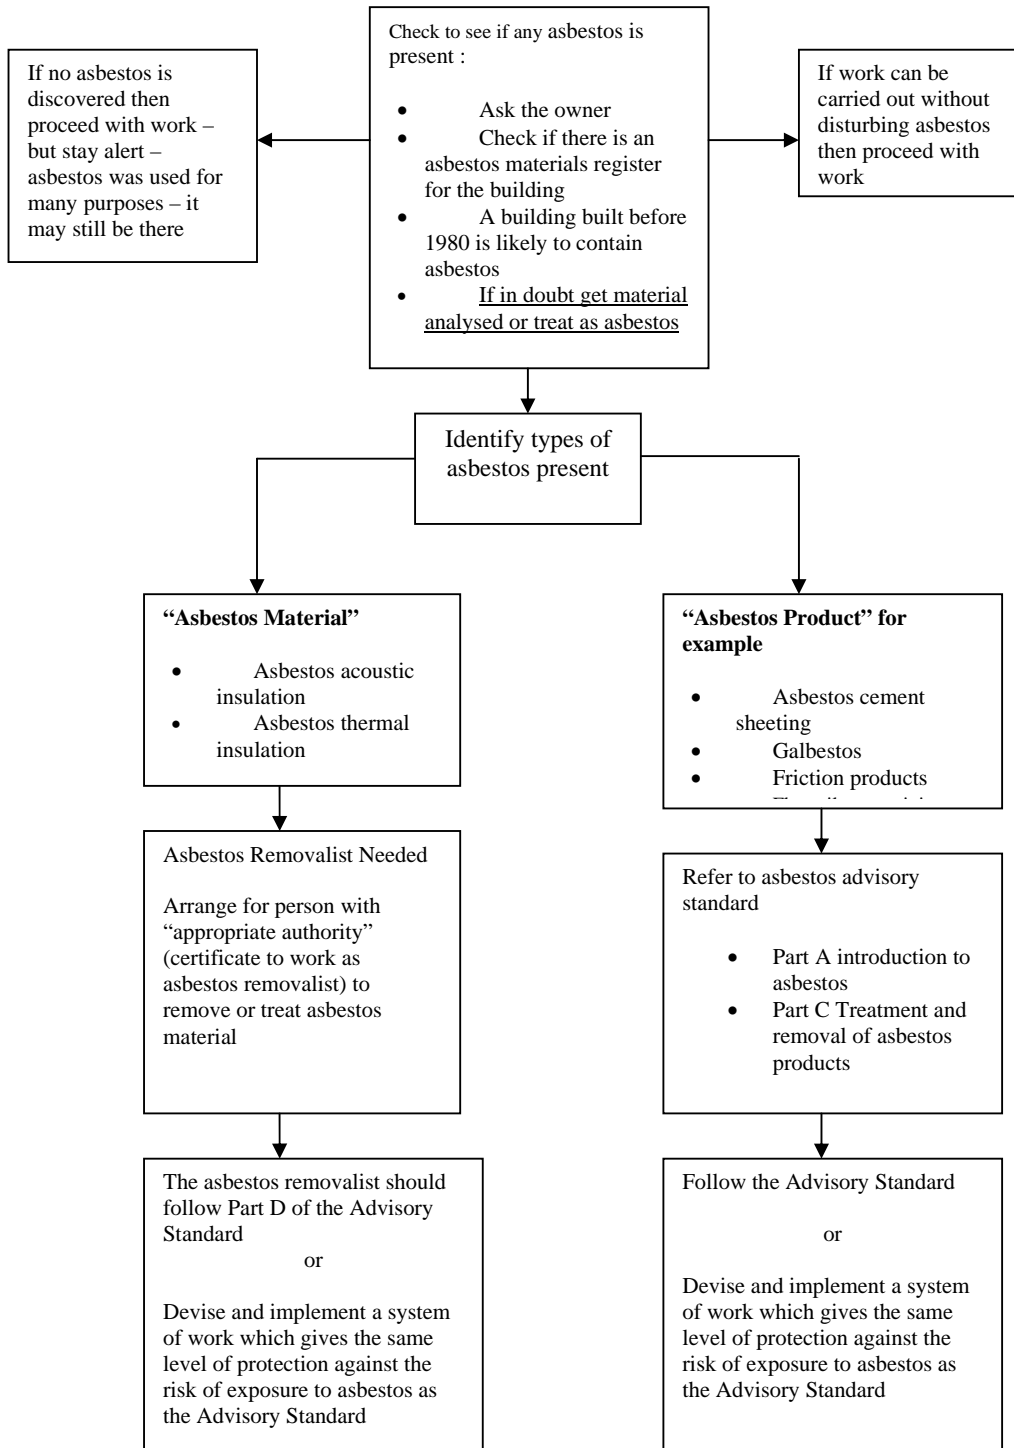 Check to see if any asbestos is
present :
• Ask the owner
• Check if there is an
asbestos materials register
for the building
• A building built before
1980 is likely to contain
asbestos
• If in doubt get material
analysed or treat as asbestos
If no asbestos is
discovered then
proceed with work –
but stay alert –
asbestos was used for
many purposes – it
may still be there
If work can be
carried out without
disturbing asbestos
then proceed with
work
Identify types of
asbestos present
“Asbestos Material”
• Asbestos acoustic
insulation
• Asbestos thermal
insulation
Asbestos Removalist Needed
Arrange for person with
“appropriate authority”
(certificate to work as
asbestos removalist) to
remove or treat asbestos
material
The asbestos removalist should
follow Part D of the Advisory
Standard
or
Devise and implement a system
of work which gives the same
level of protection against the
risk of exposure to asbestos as
the Advisory Standard
“Asbestos Product” for
example
• Asbestos cement
sheeting
• Galbestos
• Friction products
Refer to asbestos advisory
standard
• Part A introduction to
asbestos
• Part C Treatment and
removal of asbestos
products
Follow the Advisory Standard
or
Devise and implement a system
of work which gives the same
level of protection against the
risk of exposure to asbestos as
the Advisory Standard